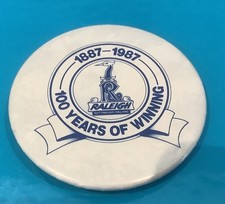 1887-1987
RALEIGH
100 YEARS OF WINNING